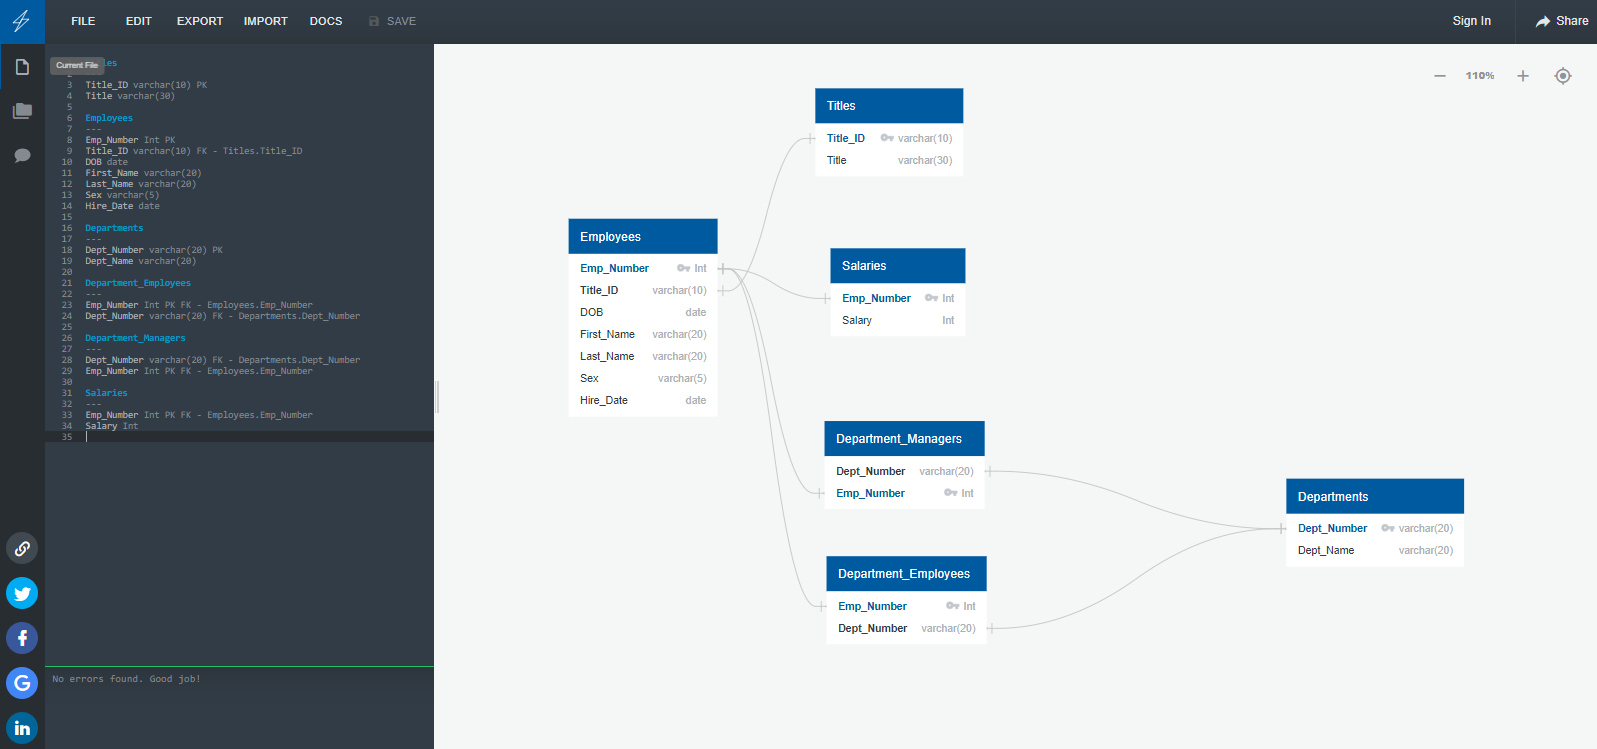 FILE EDIT EXPORT IMPORT DOCS SAVE Sign In Share
Current File
les
3 Title_ID varchar(10) PK
4 Title varchar(30)
5
6 Employees
7 ---
8 Emp_Number Int PK
9 Title_ID varchar(10) FK - Titles.Title_ID
10 DOB date
11 First_Name varchar(20)
12 Last_Name varchar(20)
13 Sex varchar(5)
14 Hire_Date date
15
16 Departments
17 ---
18 Dept_Number varchar(20) PK
19 Dept_Name varchar(20)
20
21 Department_Employees
22 ---
23 Emp_Number Int PK FK - Employees.Emp_Number
24 Dept_Number varchar(20) FK - Departments.Dept_Number
25
26 Department_Managers
27 ---
28 Dept_Number varchar(20) FK - Departments.Dept_Number
29 Emp_Number Int PK FK - Employees.Emp_Number
30
31 Salaries
32 ---
33 Emp_Number Int PK FK - Employees.Emp_Number
34 Salary Int
35
No errors found. Good job!
110%
Titles
Title_ID varchar(10)
Title varchar(30)
Employees
Emp_Number Int
Title_ID varchar(10)
DOB date
First_Name varchar(20)
Last_Name varchar(20)
Sex varchar(5)
Hire_Date date
Salaries
Emp_Number Int
Salary Int
Department_Managers
Dept_Number varchar(20)
Emp_Number Int
Department_Employees
Emp_Number Int
Dept_Number varchar(20)
Departments
Dept_Number varchar(20)
Dept_Name varchar(20)